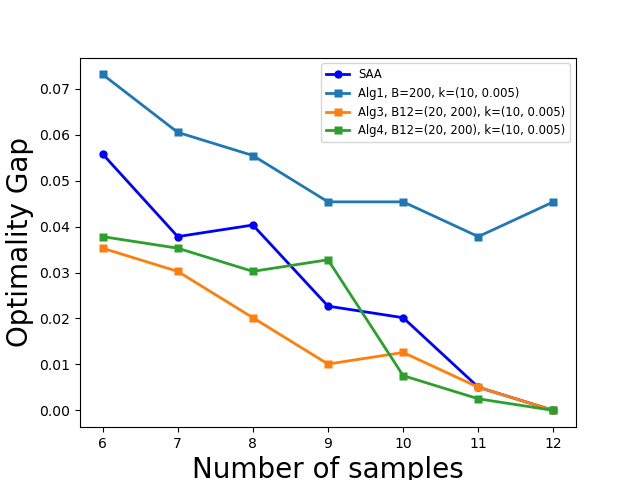 SAA
Alg1, B=200, k=(10, 0.005)
Alg3, B12=(20, 200), k=(10, 0.005)
Alg4, B12=(20, 200), k=(10, 0.005)
Optimality Gap
0.07
0.06
0.05
0.04
0.03
0.02
0.01
0.00
6 7 8 9 10 11 12
Number of samples